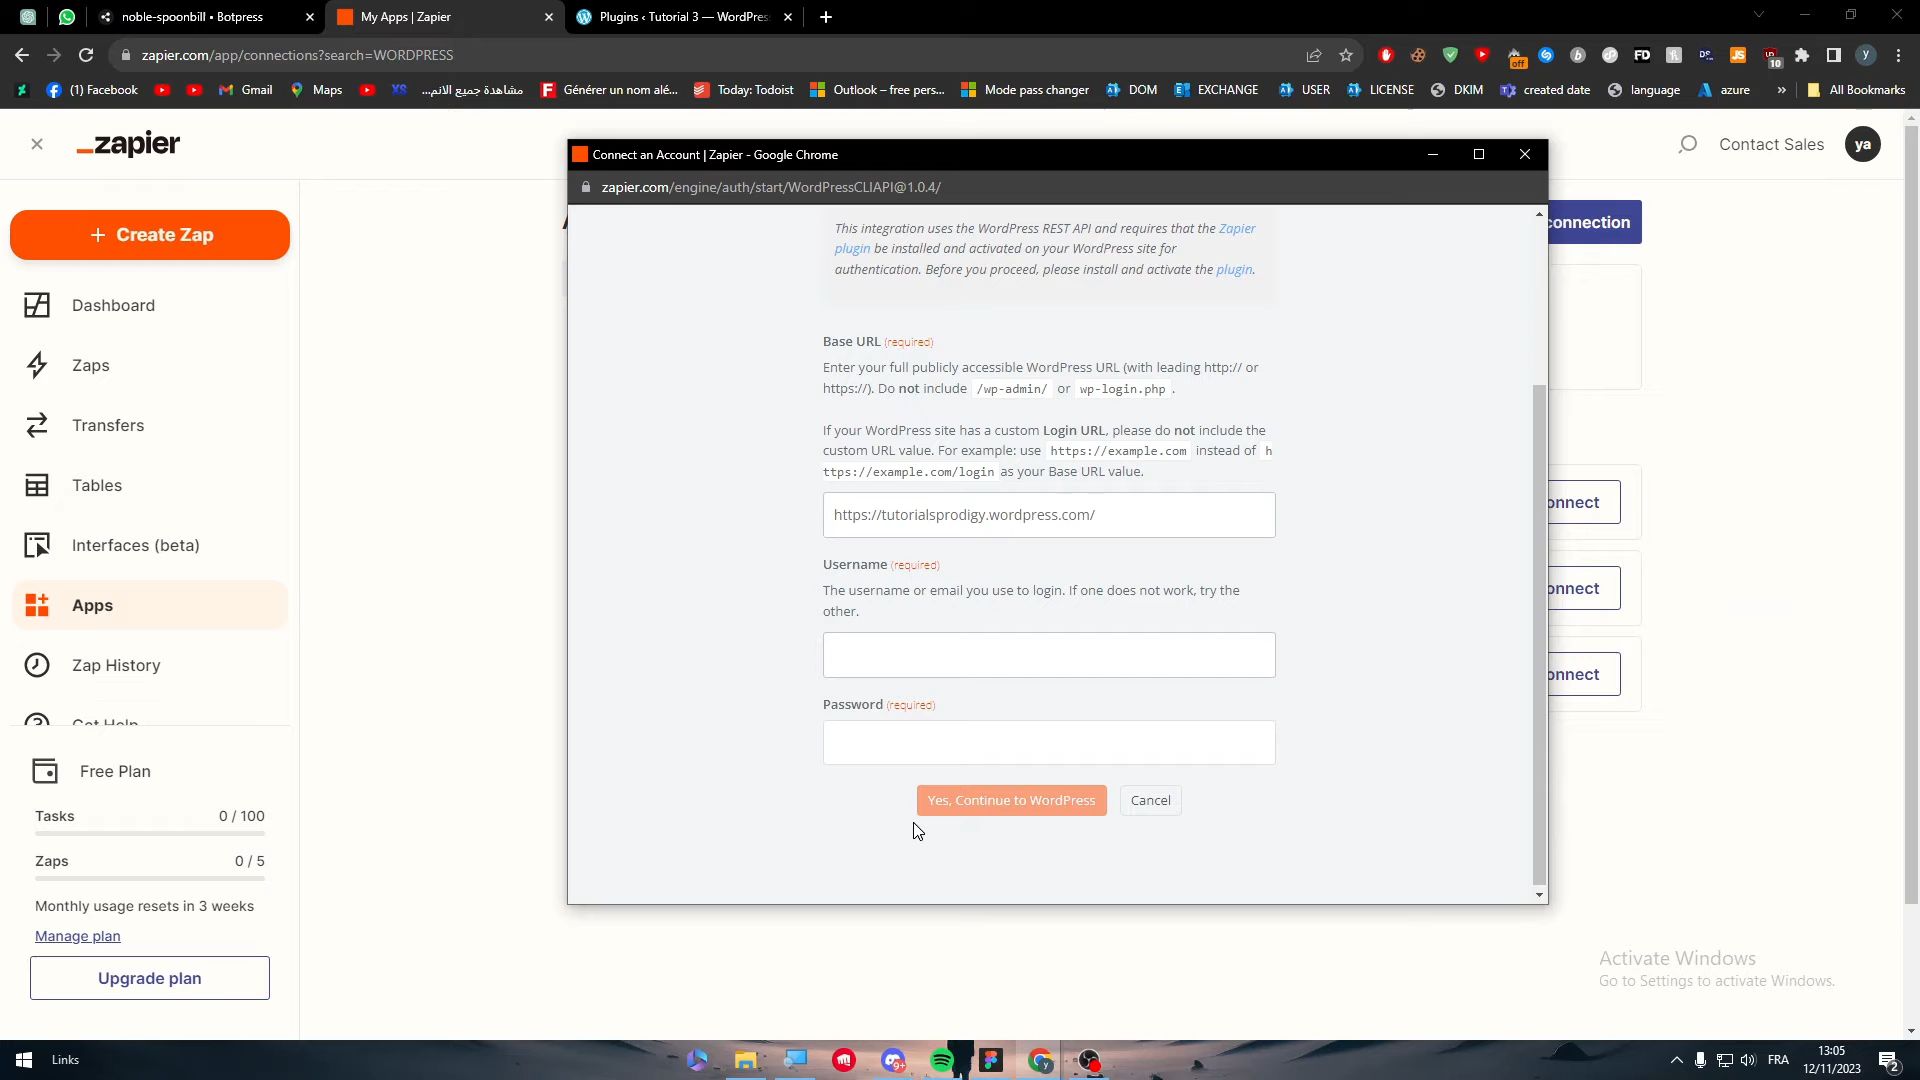 noble-spoonbill • Botpress
My Apps | Zapier
Plugins ‹ Tutorial 3 — WordPres
zapier.com/app/connections?search=WORDPRESS
off
10
y
(1) Facebook
Gmail
Maps
XS
مشاهدة جميع الانم...
Générer un nom alé...
Today: Todoist
Outlook – free pers...
Mode pass changer
DOM
EXCHANGE
USER
LICENSE
DKIM
created date
language
azure
»
All Bookmarks
zapier
Contact Sales
ya
Connect an Account | Zapier - Google Chrome
zapier.com/engine/auth/start/WordPressCLIAPI@1.0.4/
+ Create Zap
Dashboard
Zaps
Transfers
Tables
Interfaces (beta)
Apps
Zap History
Get Help
Free Plan
Tasks 0 / 100
Zaps 0 / 5
Monthly usage resets in 3 weeks
Manage plan
Upgrade plan
This integration uses the WordPress REST API and requires that the Zapier
plugin be installed and activated on your WordPress site for
authentication. Before you proceed, please install and activate the plugin.
Base URL (required)
Enter your full publicly accessible WordPress URL (with leading http:// or
https://). Do not include /wp-admin/ or wp-login.php .
If your WordPress site has a custom Login URL, please do not include the
custom URL value. For example: use https://example.com instead of h
ttps://example.com/login as your Base URL value.
https://tutorialsprodigy.wordpress.com/
Username (required)
The username or email you use to login. If one does not work, try the
other.
Password (required)
Yes, Continue to WordPress
Cancel
connection
onnect
onnect
onnect
Activate Windows
Go to Settings to activate Windows.
Links
9+
FRA
13:05
12/11/2023
2